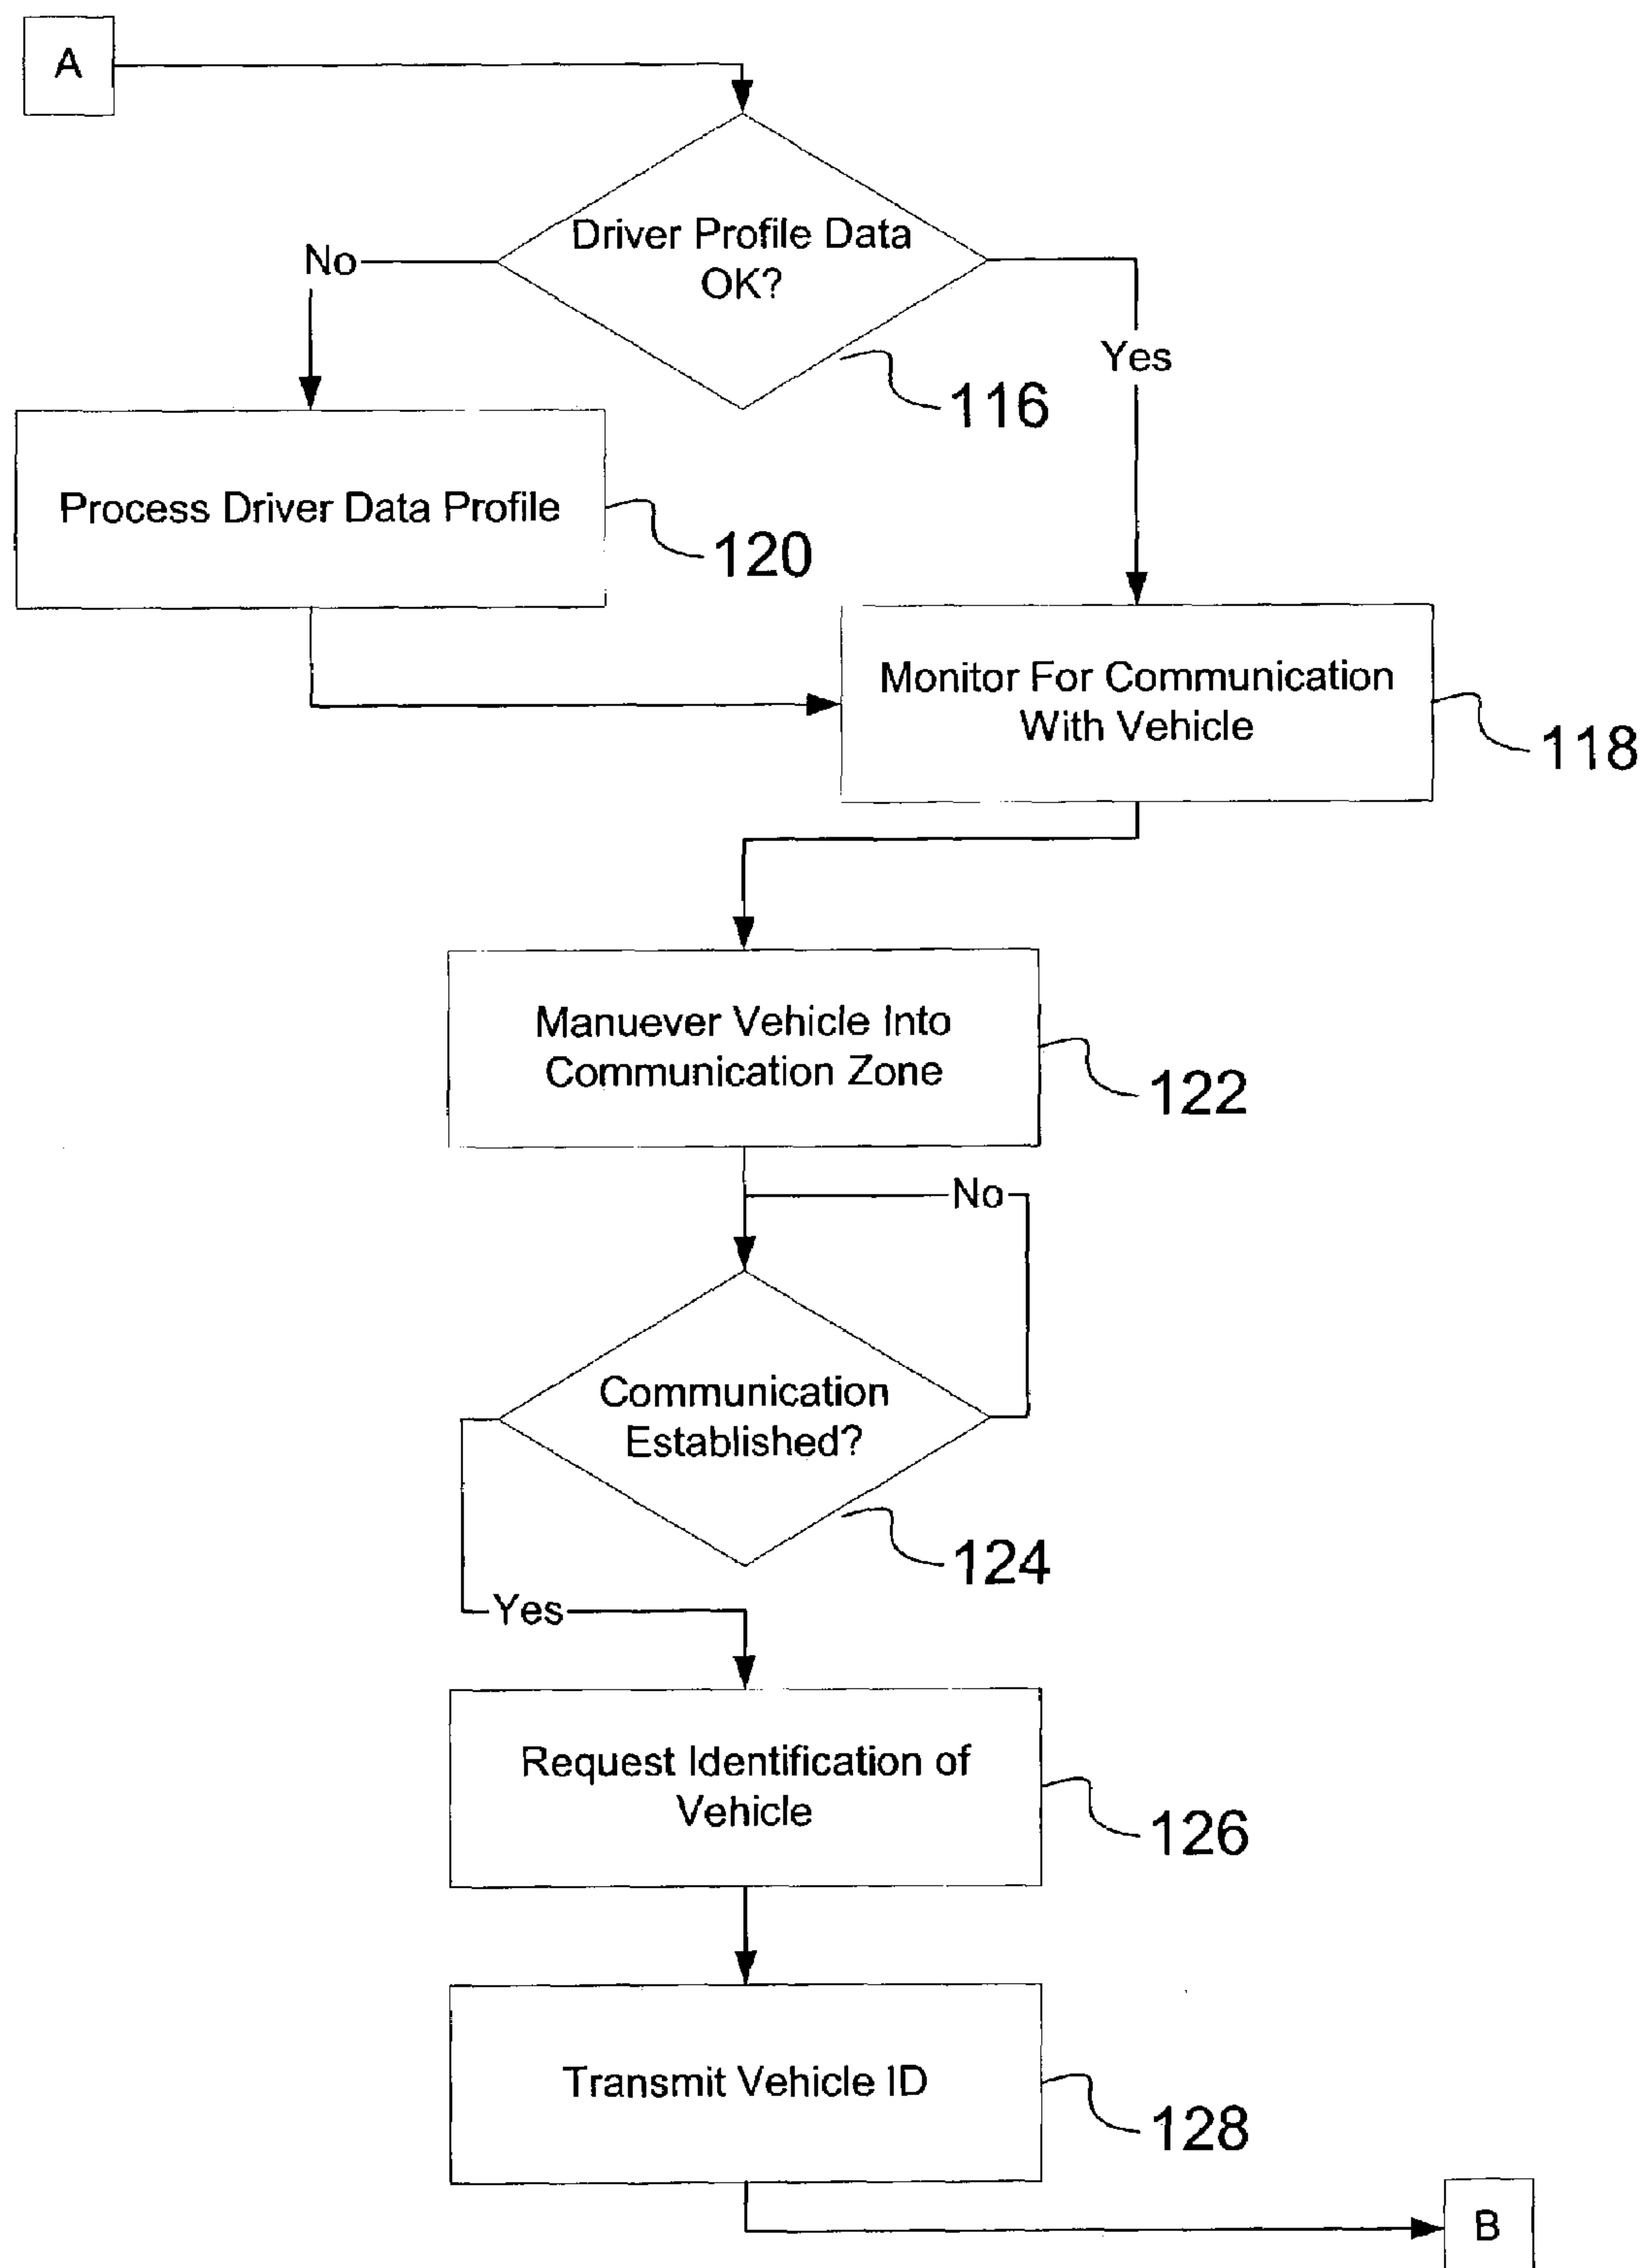 A
Driver Profile Data
OK?
No
Yes
116
Process Driver Data Profile
120
Monitor For Communication
With Vehicle
118
Manuever Vehicle Into
Communication Zone
122
No
Communication
Established?
124
Yes
Request Identification of
Vehicle
126
Transmit Vehicle ID
128
B